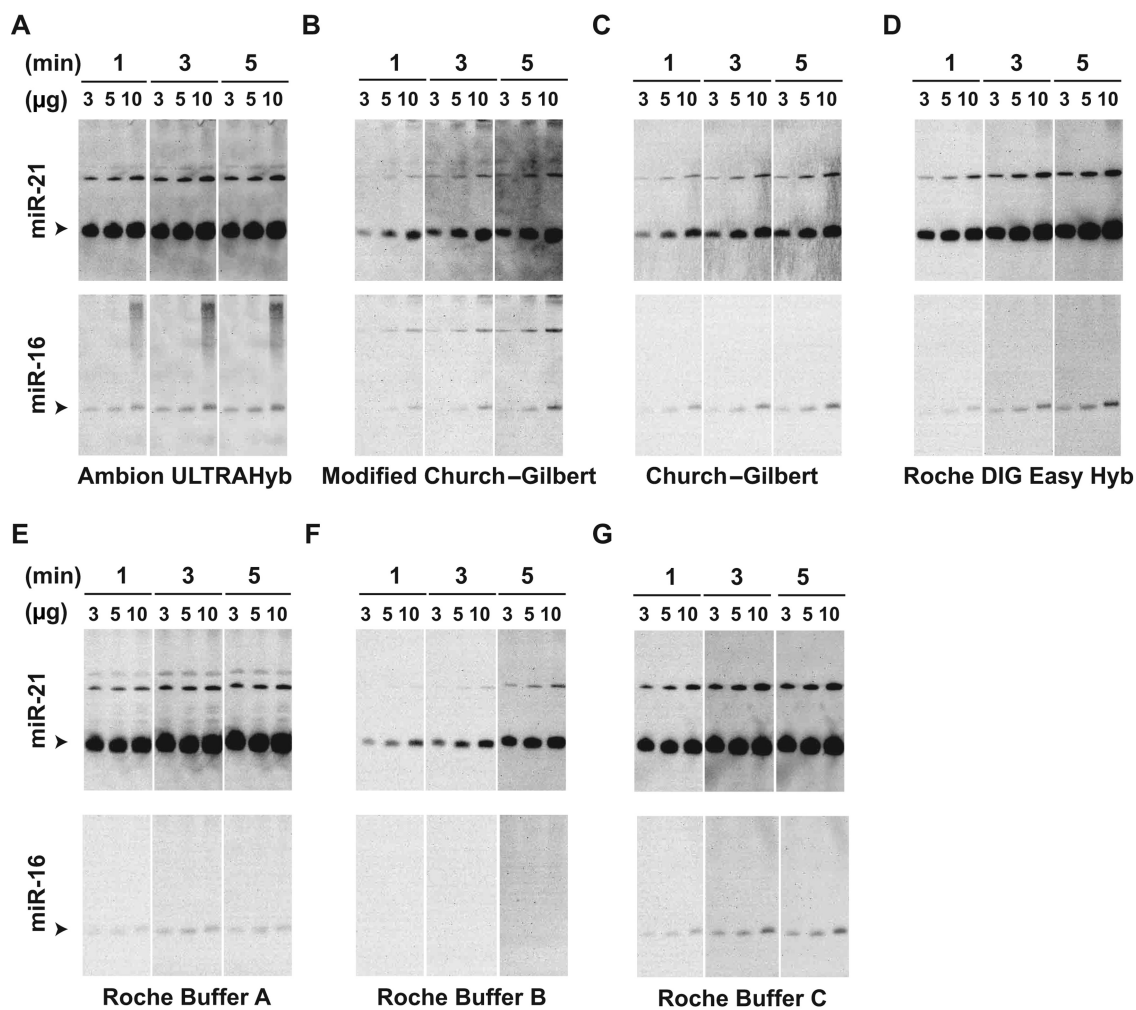 A
(min) 1 3 5
(µg) 3 5 10 3 5 10 3 5 10
miR-21
miR-16
Ambion ULTRAHyb
B
1 3 5
3 5 10 3 5 10 3 5 10
Modified Church–Gilbert
C
1 3 5
3 5 10 3 5 10 3 5 10
Church–Gilbert
D
1 3 5
3 5 10 3 5 10 3 5 10
Roche DIG Easy Hyb
E
(min) 1 3 5
(µg) 3 5 10 3 5 10 3 5 10
miR-21
miR-16
Roche Buffer A
F
1 3 5
3 5 10 3 5 10 3 5 10
Roche Buffer B
G
1 3 5
3 5 10 3 5 10 3 5 10
Roche Buffer C